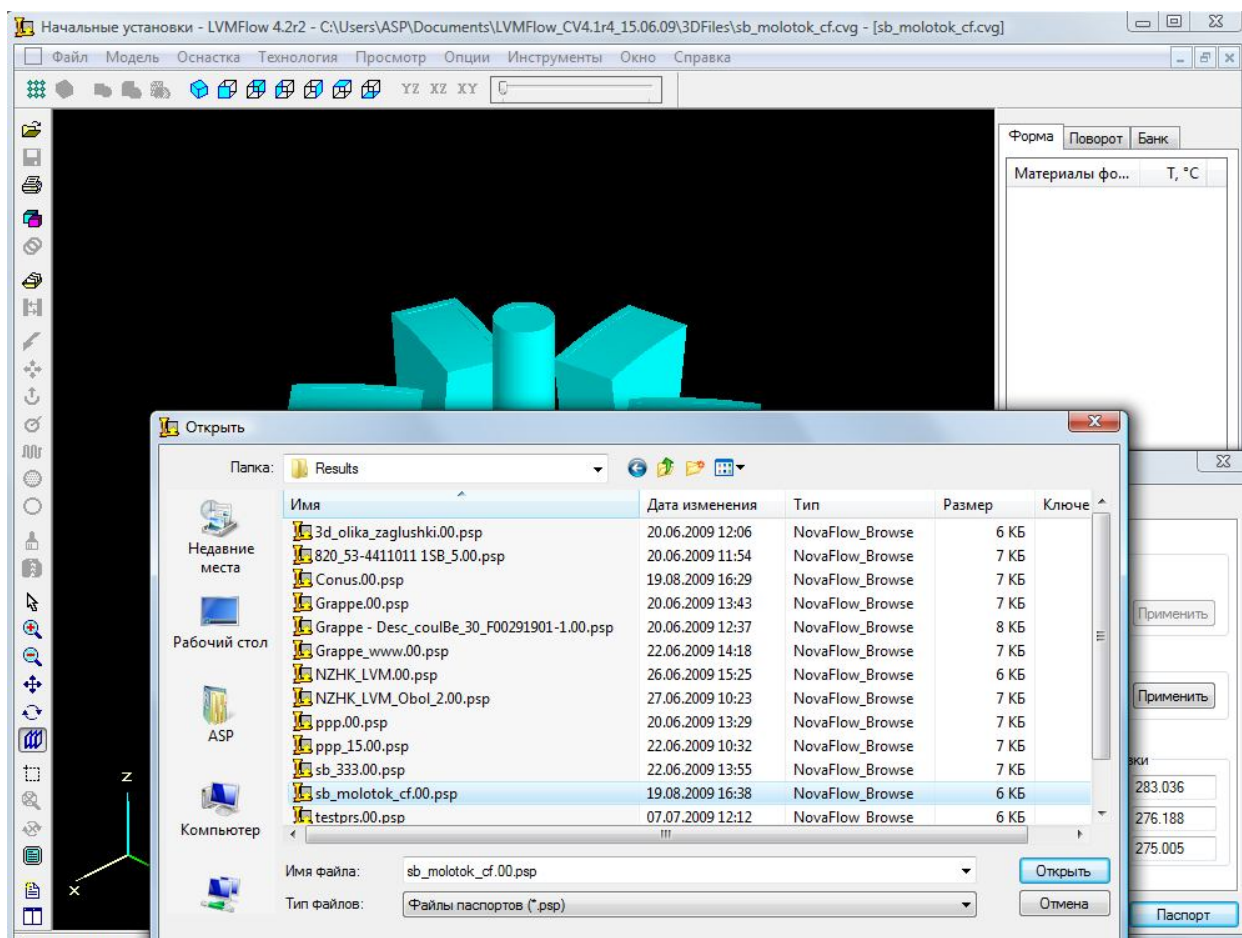 Начальные установки - LVMFlow 4.2r2 - C:\Users\ASP\Documents\LVMFlow_CV4.1r4_15.06.09\3DFiles\sb_molotok_cf.cvg - [sb_molotok_cf.cvg]
Файл Модель Оснастка Технология Просмотр Опции Инструменты Окно Справка
YZ XZ XY
Форма Поворот Банк
Материалы фо... T, °C
Открыть
Папка: Results
Имя Дата изменения Тип Размер Ключе
3d_olika_zaglushki.00.psp 20.06.2009 12:06 NovaFlow_Browse 6 КБ
820_53-4411011 1SB_5.00.psp 20.06.2009 11:54 NovaFlow_Browse 7 КБ
Conus.00.psp 19.08.2009 16:29 NovaFlow_Browse 7 КБ
Grappe.00.psp 20.06.2009 13:43 NovaFlow_Browse 7 КБ
Grappe - Desc_coulBe_30_F00291901-1.00.psp 20.06.2009 12:37 NovaFlow_Browse 8 КБ
Grappe_www.00.psp 22.06.2009 14:18 NovaFlow_Browse 7 КБ
NZHK_LVM.00.psp 26.06.2009 15:25 NovaFlow_Browse 6 КБ
NZHK_LVM_Obol_2.00.psp 27.06.2009 10:23 NovaFlow_Browse 7 КБ
ppp.00.psp 20.06.2009 13:29 NovaFlow_Browse 7 КБ
ppp_15.00.psp 22.06.2009 10:32 NovaFlow_Browse 7 КБ
sb_333.00.psp 22.06.2009 13:55 NovaFlow_Browse 7 КБ
sb_molotok_cf.00.psp 19.08.2009 16:38 NovaFlow_Browse 6 КБ
testprs.00.psp 07.07.2009 12:12 NovaFlow_Browse 6 КБ
Недавние
места
Рабочий стол
ASP
Компьютер
Имя файла: sb_molotok_cf.00.psp Открыть
Тип файлов: Файлы паспортов (*.psp) Отмена
Применить
Применить
вки
283.036
276.188
275.005
Паспорт
z
x